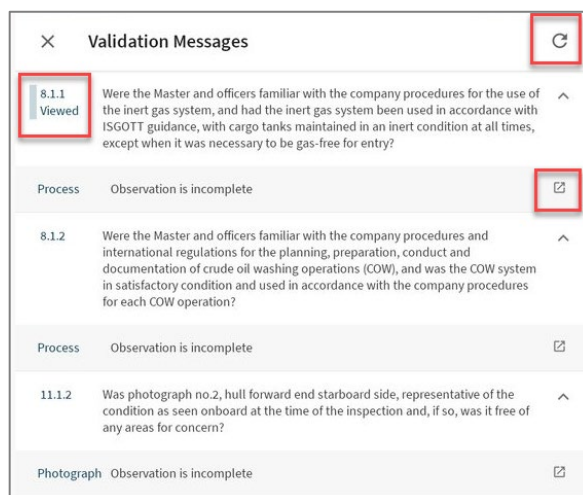 Validation Messages
8.1.1 Were the Master and officers familiar with the company procedures for the use of
Viewed the inert gas system, and had the inert gas system been used in accordance with
ISGOTT guidance, with cargo tanks maintained in an inert condition at all times,
except when it was necessary to be gas-free for entry?
Process Observation is incomplete
8.1.2 Were the Master and officers familiar with the company procedures and
international regulations for the planning, preparation, conduct and
documentation of crude oil washing operations (COW), and was the COW system
in satisfactory condition and used in accordance with the company procedures
for each COW operation?
Process Observation is incomplete
11.1.2 Was photograph no.2, hull forward end starboard side, representative of the
condition as seen onboard at the time of the inspection and, if so, was it free of
any areas for concern?
Photograph Observation is incomplete